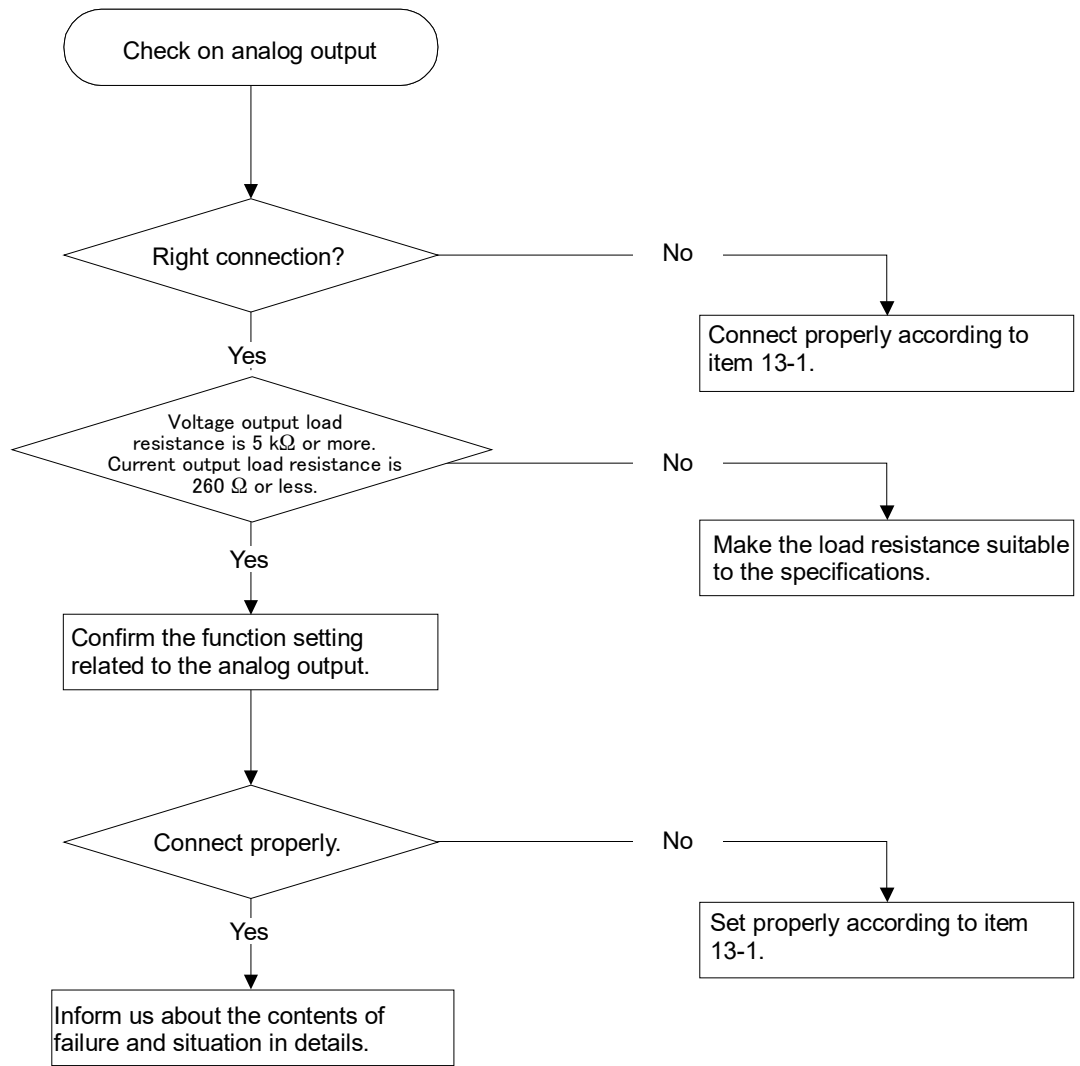 Check on analog output
Right connection?
No
Connect properly according to
item 13-1.
Yes
Voltage output load
resistance is 5 kΩ or more.
Current output load resistance is
260 Ω or less.
No
Make the load resistance suitable
to the specifications.
Yes
Confirm the function setting
related to the analog output.
Connect properly.
No
Set properly according to item
13-1.
Yes
Inform us about the contents of
failure and situation in details.